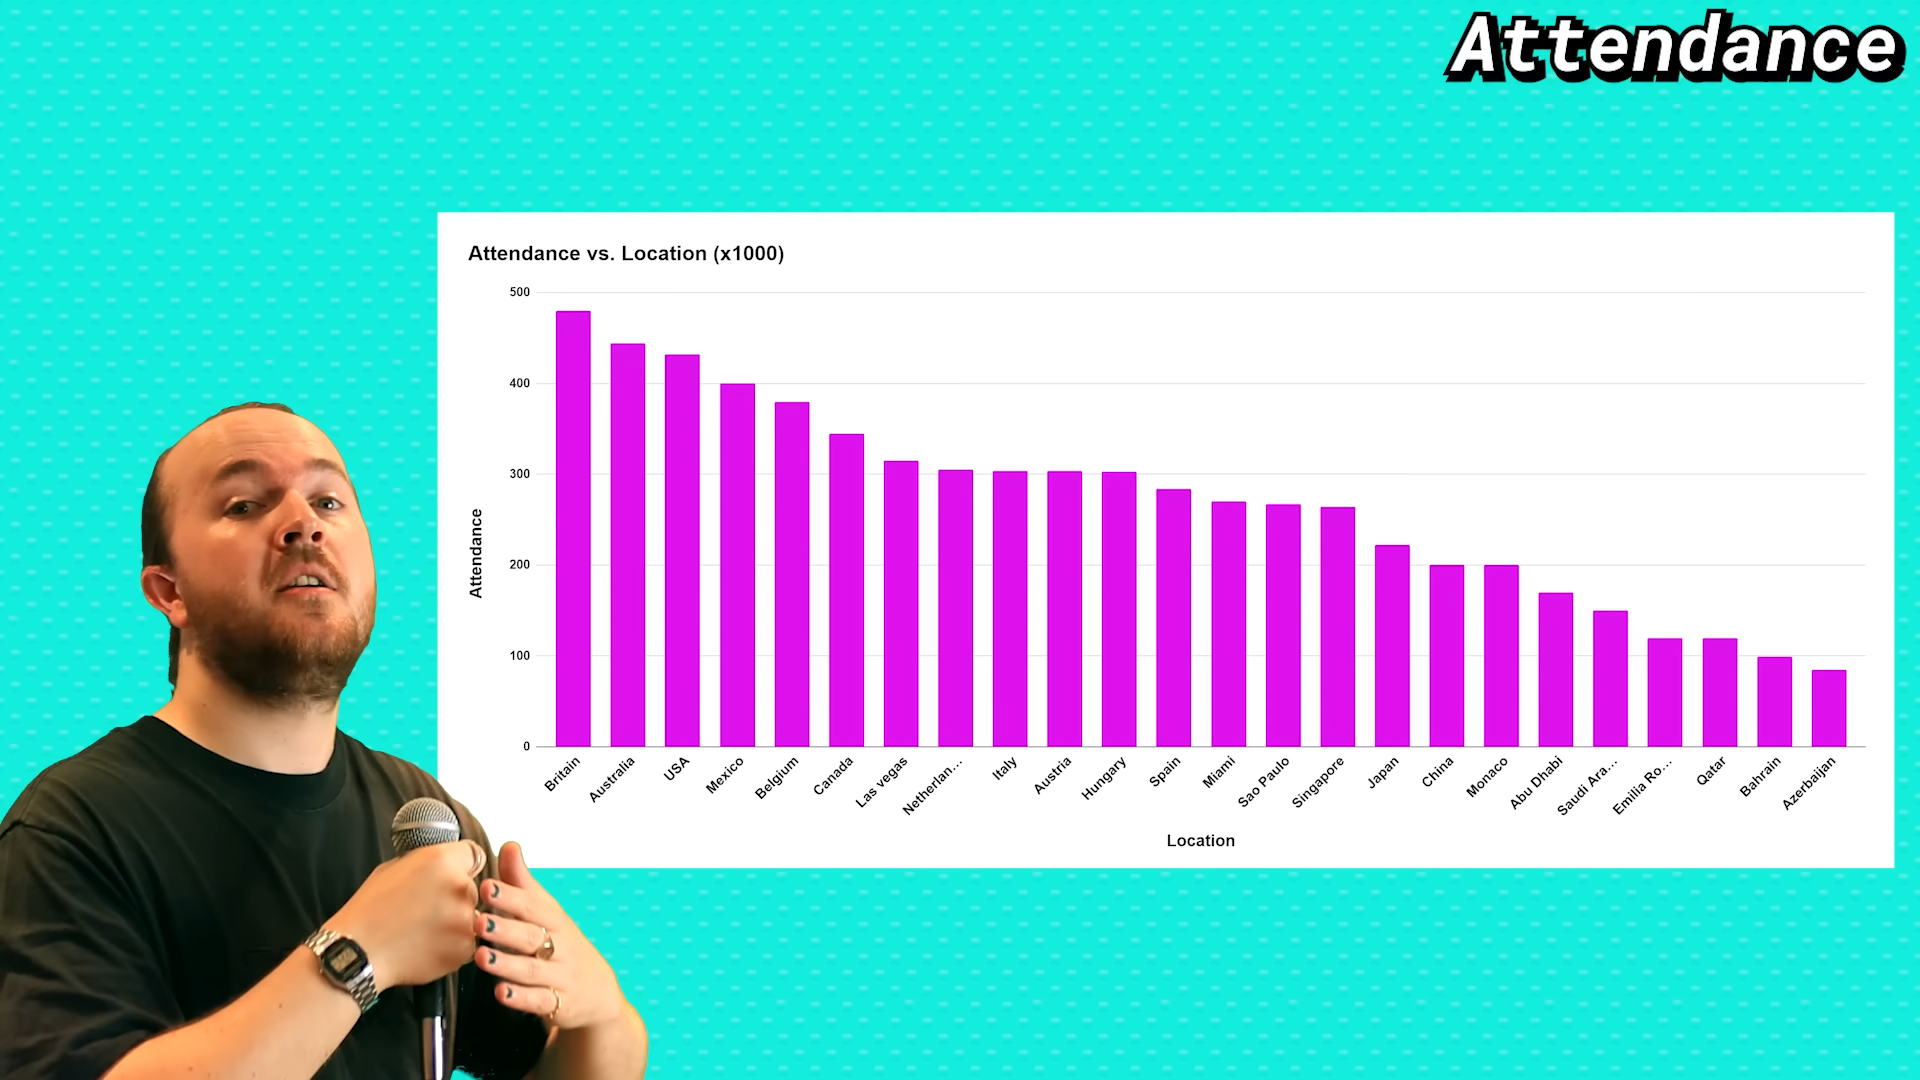 Attendance
Attendance vs. Location (x1000)
500
400
300
200
100
0
Attendance
Britain
Australia
USA
Mexico
Belgium
Canada
Las vegas
Netherlan...
Italy
Austria
Hungary
Spain
Miami
Sao Paulo
Singapore
Japan
China
Monaco
Abu Dhabi
Saudi Ara...
Emilia Ro...
Qatar
Bahrain
Azerbaijan
Location